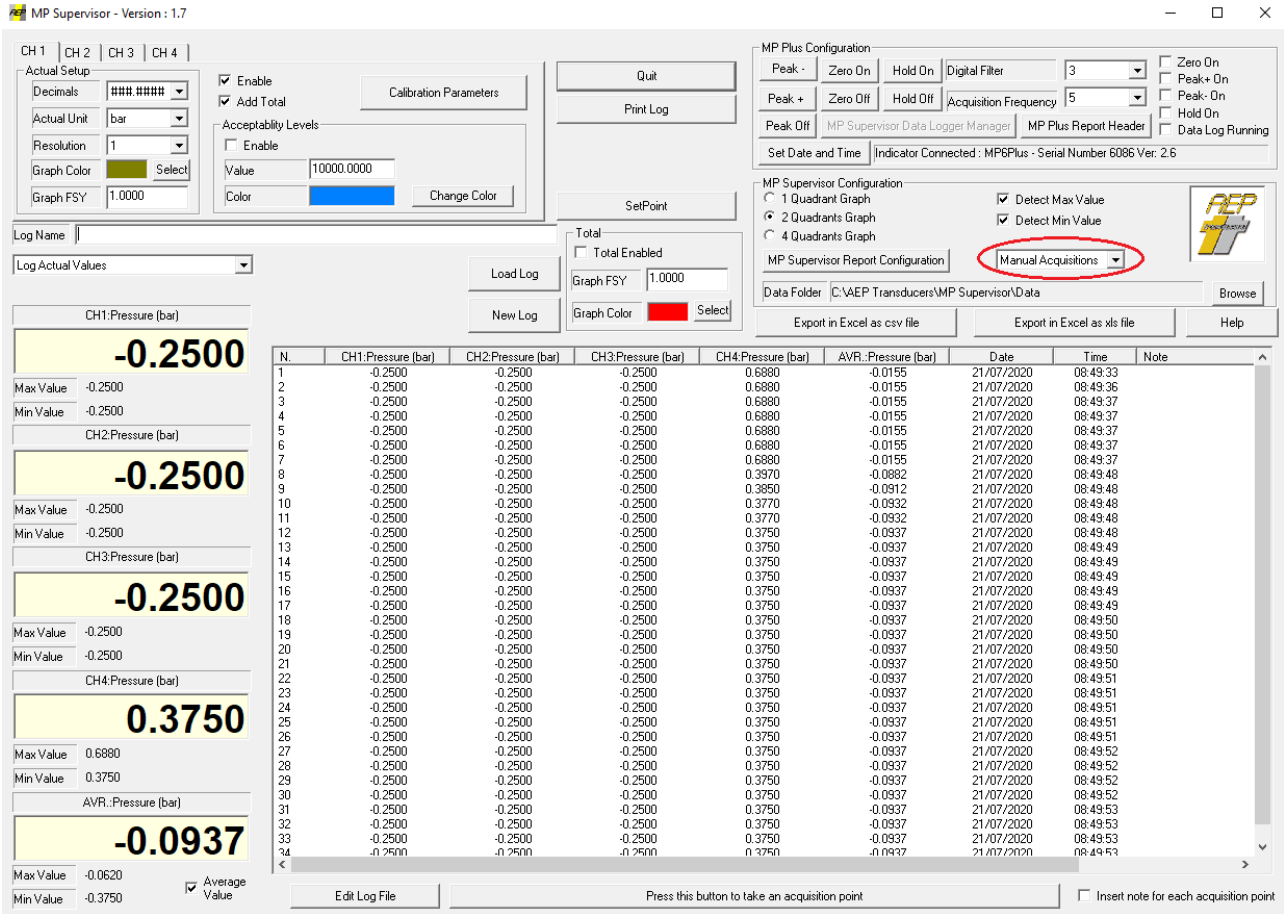 MP Supervisor - Version : 1.7
CH 1 CH 2 CH 3 CH 4
Actual Setup
Decimals ###.####
Actual Unit bar
Resolution 1
Graph Color Select
Graph FSY 1.0000
Enable
Add Total
Calibration Parameters
Acceptablity Levels
Enable
Value 10000.0000
Color Change Color
Quit
Print Log
SetPoint
MP Plus Configuration
Peak - Zero On Hold On Digital Filter 3
Peak + Zero Off Hold Off Acquisition Frequency 5
Peak Off MP Supervisor Data Logger Manager MP Plus Report Header
Set Date and Time Indicator Connected : MP6Plus - Serial Number 6086 Ver: 2.6
Zero On
Peak+ On
Peak- On
Hold On
Data Log Running
MP Supervisor Configuration
1 Quadrant Graph
2 Quadrants Graph
4 Quadrants Graph
Detect Max Value
Detect Min Value
AEP
transducers
MP Supervisor Report Configuration Manual Acquisitions
Data Folder C:\AEP Transducers\MP Supervisor\Data Browse
Export in Excel as csv file Export in Excel as xls file Help
Log Name
Log Actual Values
Load Log
New Log
Total
Total Enabled
Graph FSY 1.0000
Graph Color Select
CH1:Pressure (bar)
-0.2500
Max Value -0.2500
Min Value -0.2500
CH2:Pressure (bar)
-0.2500
Max Value -0.2500
Min Value -0.2500
CH3:Pressure (bar)
-0.2500
Max Value -0.2500
Min Value -0.2500
CH4:Pressure (bar)
0.3750
Max Value 0.6880
Min Value 0.3750
AVR.:Pressure (bar)
-0.0937
Max Value -0.0620
Min Value -0.3750
Average
Value
N. CH1:Pressure (bar) CH2:Pressure (bar) CH3:Pressure (bar) CH4:Pressure (bar) AVR.:Pressure (bar) Date Time Note
1 -0.2500 -0.2500 -0.2500 0.6880 -0.0155 21/07/2020 08:49:33
2 -0.2500 -0.2500 -0.2500 0.6880 -0.0155 21/07/2020 08:49:36
3 -0.2500 -0.2500 -0.2500 0.6880 -0.0155 21/07/2020 08:49:37
4 -0.2500 -0.2500 -0.2500 0.6880 -0.0155 21/07/2020 08:49:37
5 -0.2500 -0.2500 -0.2500 0.6880 -0.0155 21/07/2020 08:49:37
6 -0.2500 -0.2500 -0.2500 0.6880 -0.0155 21/07/2020 08:49:37
7 -0.2500 -0.2500 -0.2500 0.6880 -0.0155 21/07/2020 08:49:37
8 -0.2500 -0.2500 -0.2500 0.3970 -0.0882 21/07/2020 08:49:48
9 -0.2500 -0.2500 -0.2500 0.3850 -0.0912 21/07/2020 08:49:48
10 -0.2500 -0.2500 -0.2500 0.3770 -0.0932 21/07/2020 08:49:48
11 -0.2500 -0.2500 -0.2500 0.3770 -0.0932 21/07/2020 08:49:48
12 -0.2500 -0.2500 -0.2500 0.3750 -0.0937 21/07/2020 08:49:48
13 -0.2500 -0.2500 -0.2500 0.3750 -0.0937 21/07/2020 08:49:49
14 -0.2500 -0.2500 -0.2500 0.3750 -0.0937 21/07/2020 08:49:49
15 -0.2500 -0.2500 -0.2500 0.3750 -0.0937 21/07/2020 08:49:49
16 -0.2500 -0.2500 -0.2500 0.3750 -0.0937 21/07/2020 08:49:49
17 -0.2500 -0.2500 -0.2500 0.3750 -0.0937 21/07/2020 08:49:49
18 -0.2500 -0.2500 -0.2500 0.3750 -0.0937 21/07/2020 08:49:50
19 -0.2500 -0.2500 -0.2500 0.3750 -0.0937 21/07/2020 08:49:50
20 -0.2500 -0.2500 -0.2500 0.3750 -0.0937 21/07/2020 08:49:50
21 -0.2500 -0.2500 -0.2500 0.3750 -0.0937 21/07/2020 08:49:50
22 -0.2500 -0.2500 -0.2500 0.3750 -0.0937 21/07/2020 08:49:51
23 -0.2500 -0.2500 -0.2500 0.3750 -0.0937 21/07/2020 08:49:51
24 -0.2500 -0.2500 -0.2500 0.3750 -0.0937 21/07/2020 08:49:51
25 -0.2500 -0.2500 -0.2500 0.3750 -0.0937 21/07/2020 08:49:51
26 -0.2500 -0.2500 -0.2500 0.3750 -0.0937 21/07/2020 08:49:51
27 -0.2500 -0.2500 -0.2500 0.3750 -0.0937 21/07/2020 08:49:52
28 -0.2500 -0.2500 -0.2500 0.3750 -0.0937 21/07/2020 08:49:52
29 -0.2500 -0.2500 -0.2500 0.3750 -0.0937 21/07/2020 08:49:52
30 -0.2500 -0.2500 -0.2500 0.3750 -0.0937 21/07/2020 08:49:52
31 -0.2500 -0.2500 -0.2500 0.3750 -0.0937 21/07/2020 08:49:53
32 -0.2500 -0.2500 -0.2500 0.3750 -0.0937 21/07/2020 08:49:53
33 -0.2500 -0.2500 -0.2500 0.3750 -0.0937 21/07/2020 08:49:53
34 -0.2500 -0.2500 -0.2500 0.3750 -0.0937 21/07/2020 08:49:53
Edit Log File Press this button to take an acquisition point Insert note for each acquisition point